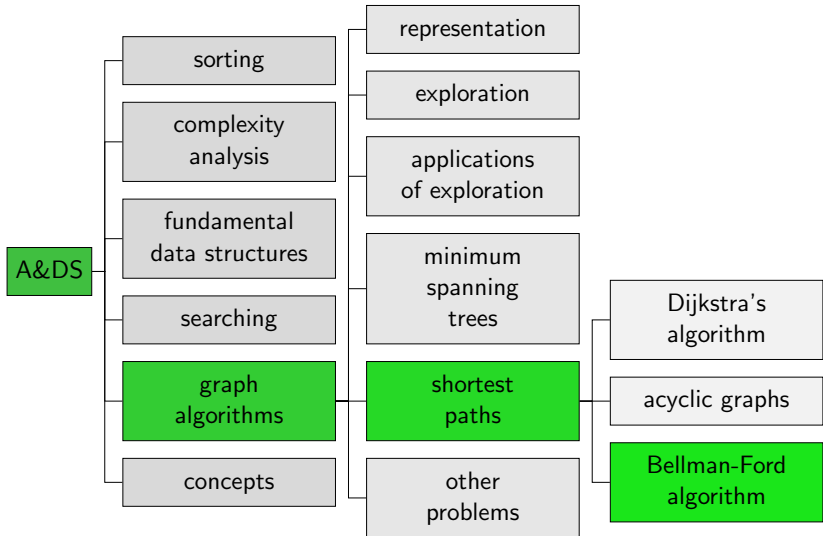 A&DS
sorting
complexity
analysis
fundamental
data structures
searching
graph
algorithms
concepts
representation
exploration
applications
of exploration
minimum
spanning
trees
shortest
paths
other
problems
Dijkstra's
algorithm
acyclic graphs
Bellman-Ford
algorithm